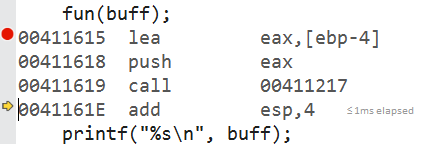 fun(buff);
00411615 lea eax,[ebp-4]
00411618 push eax
00411619 call 00411217
0041161E add esp,4 ≤1ms elapsed
printf("%s\n", buff);